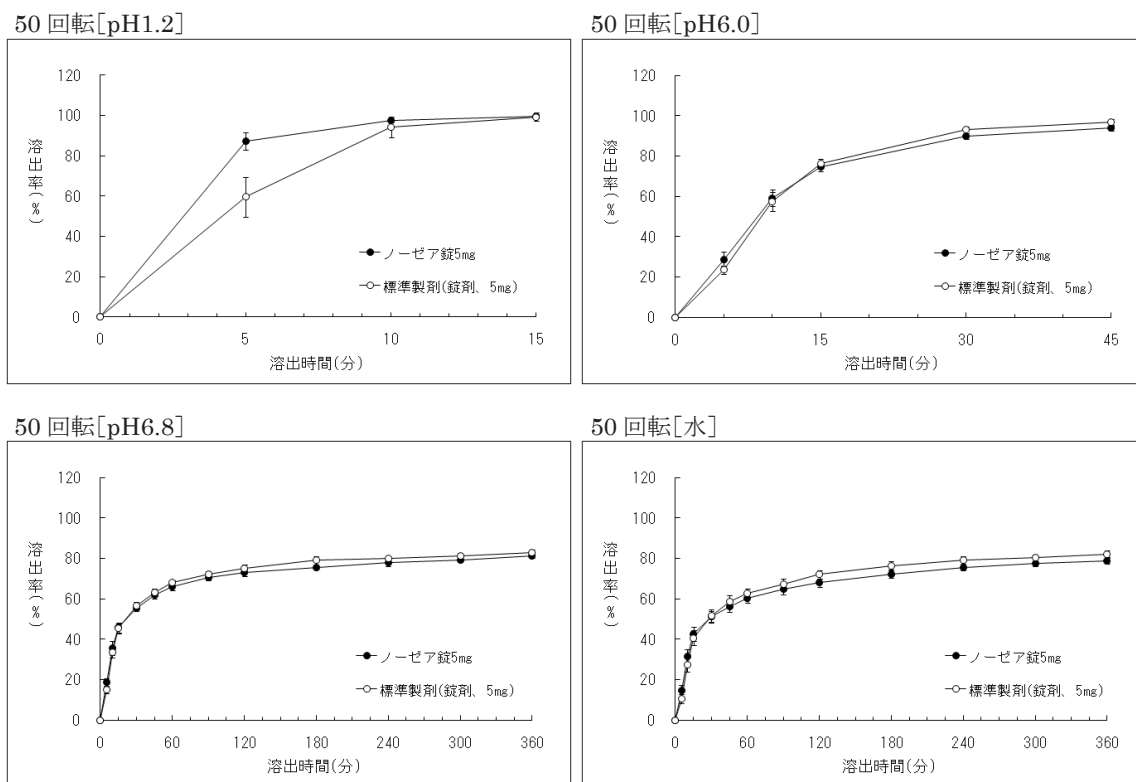 50 回転[pH1.2]
120
100
80
60
40
20
0
溶出率(%)
ノーゼア錠5mg
標準製剤(錠剤、5mg)
0 5 10 15
溶出時間(分)
50 回転[pH6.0]
120
100
80
60
40
20
0
溶出率(%)
ノーゼア錠5mg
標準製剤(錠剤、5mg)
0 15 30 45
溶出時間(分)
50 回転[pH6.8]
120
100
80
60
40
20
0
溶出率(%)
ノーゼア錠5mg
標準製剤(錠剤、5mg)
0 60 120 180 240 300 360
溶出時間(分)
50 回転[水]
120
100
80
60
40
20
0
溶出率(%)
ノーゼア錠5mg
標準製剤(錠剤、5mg)
0 60 120 180 240 300 360
溶出時間(分)